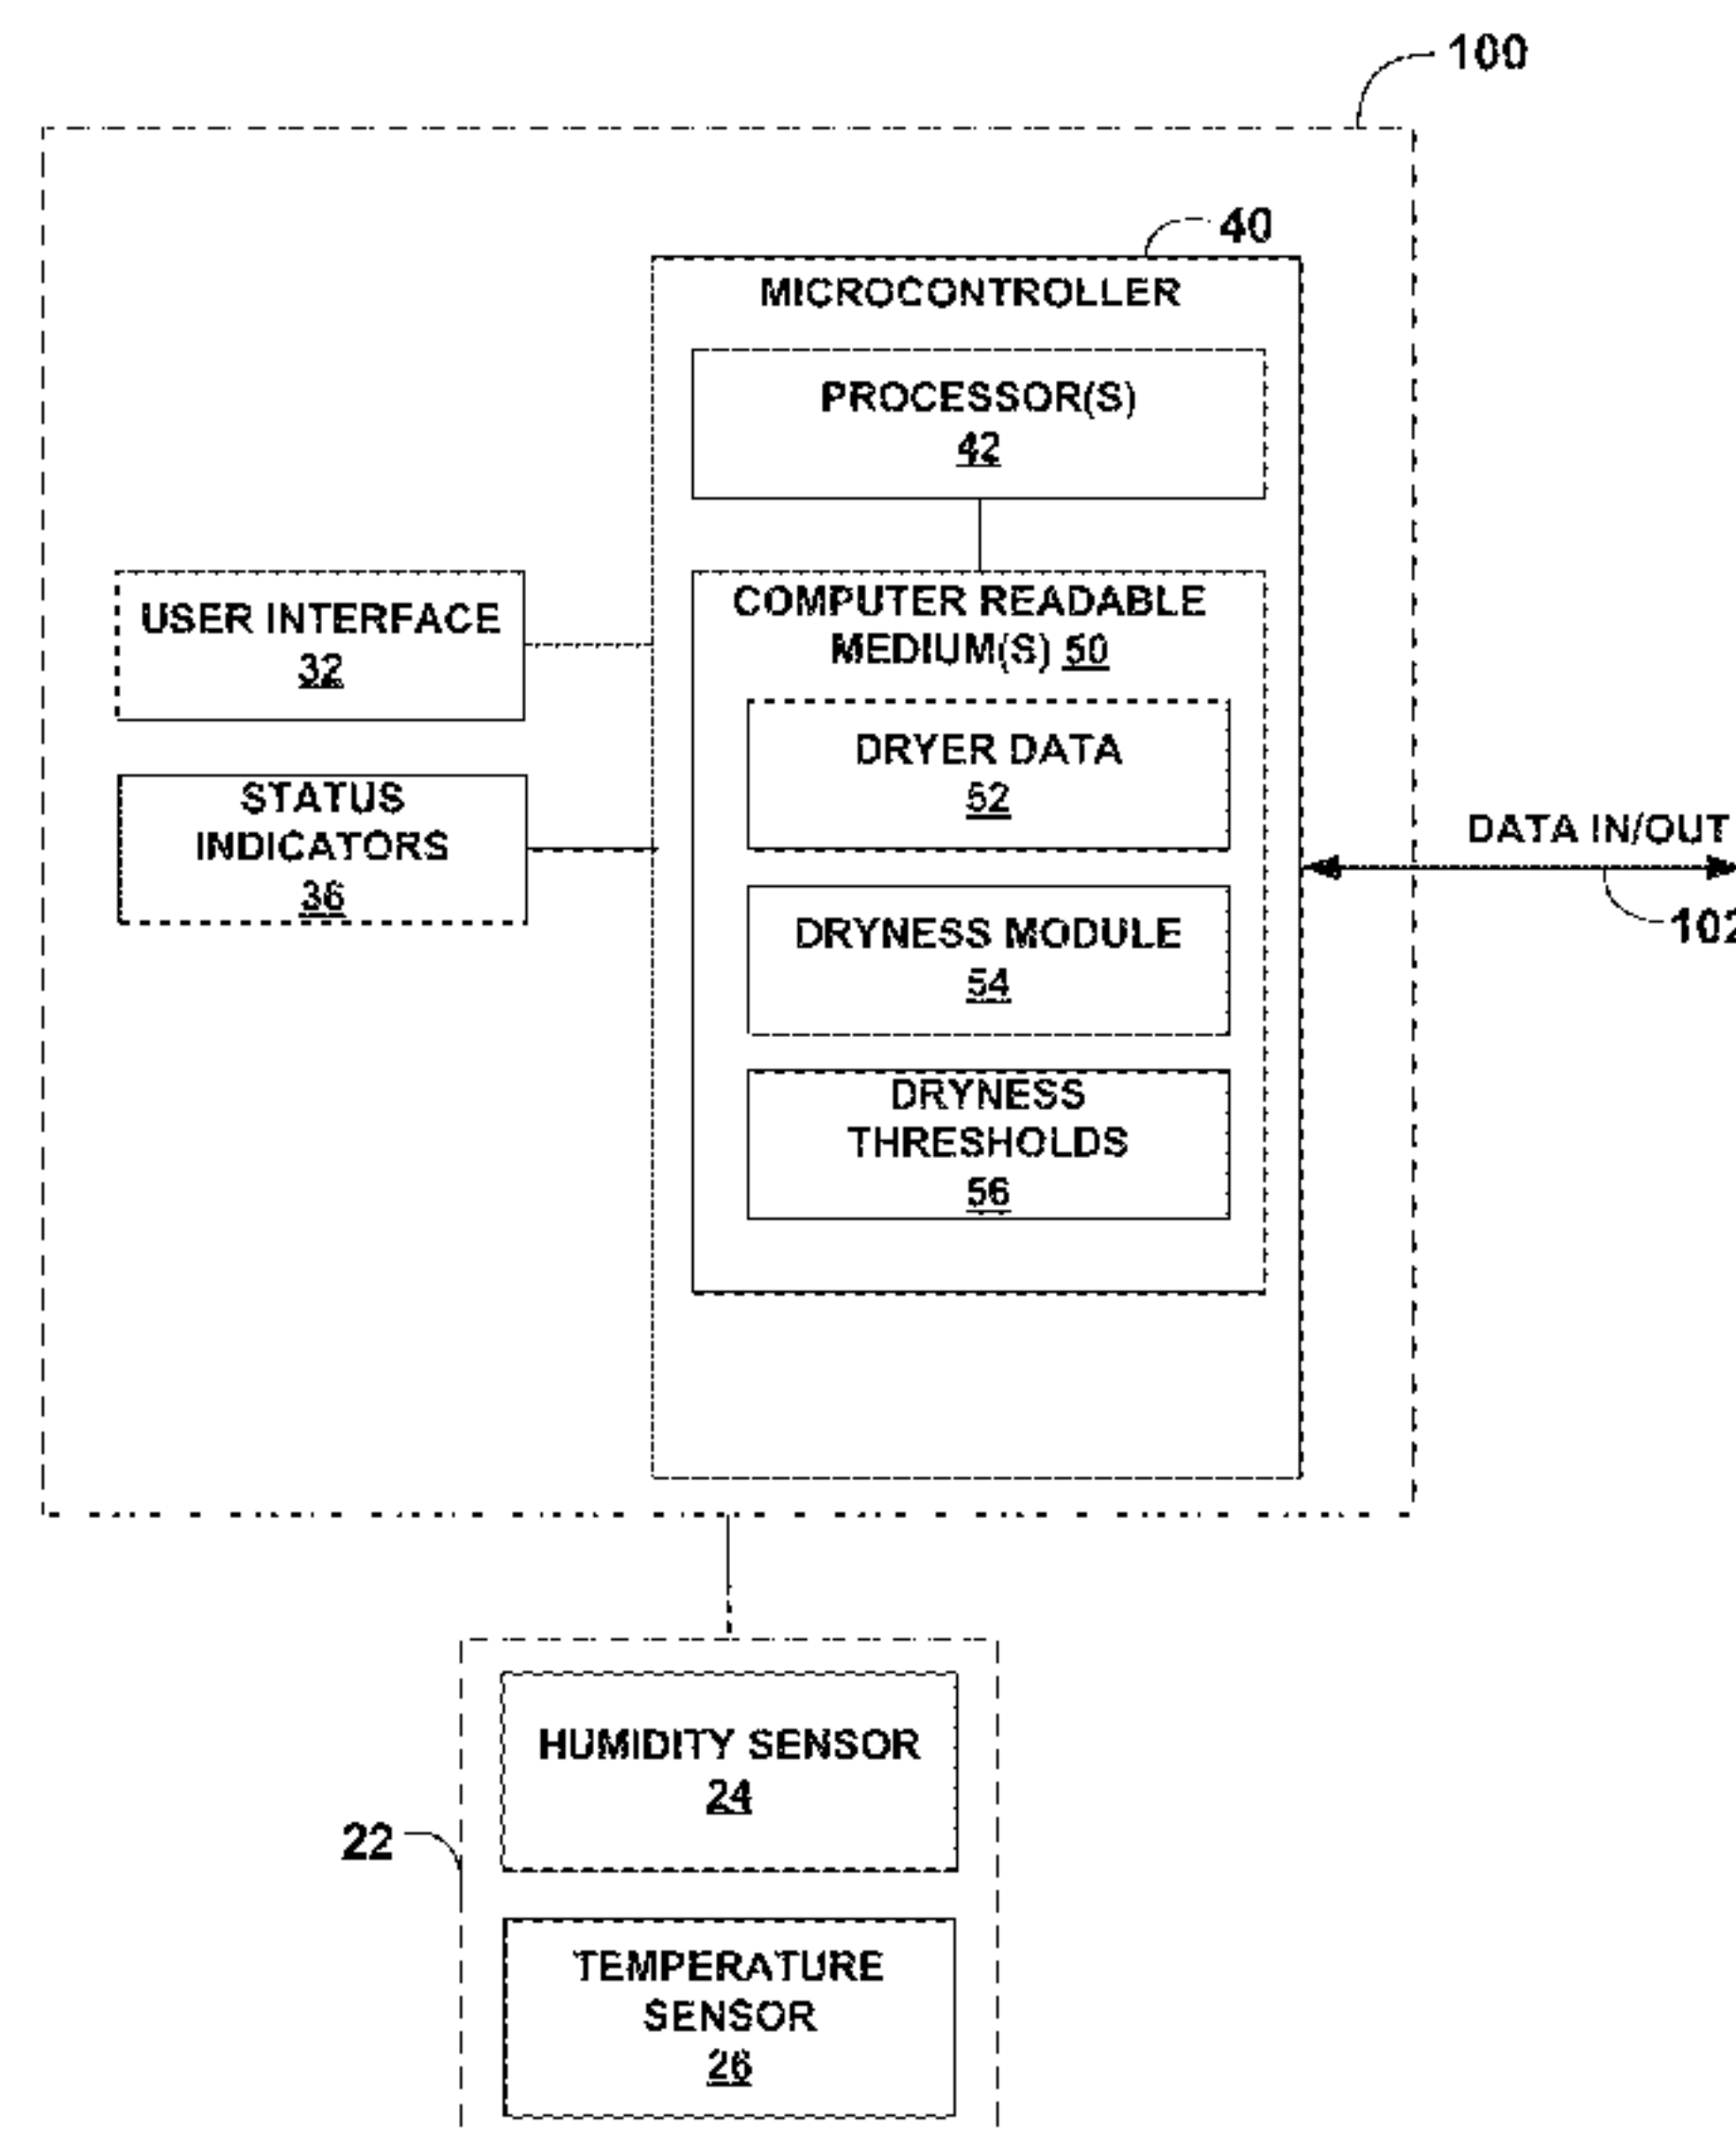 100
40
MICROCONTROLLER
PROCESSOR(S)
42
COMPUTER READABLE
MEDIUM(S) 50
USER INTERFACE
32
DRYER DATA
52
STATUS
INDICATORS
36
DATA IN/OUT
102
DRYNESS MODULE
54
DRYNESS
THRESHOLDS
56
HUMIDITY SENSOR
24
22
TEMPERATURE
SENSOR
26